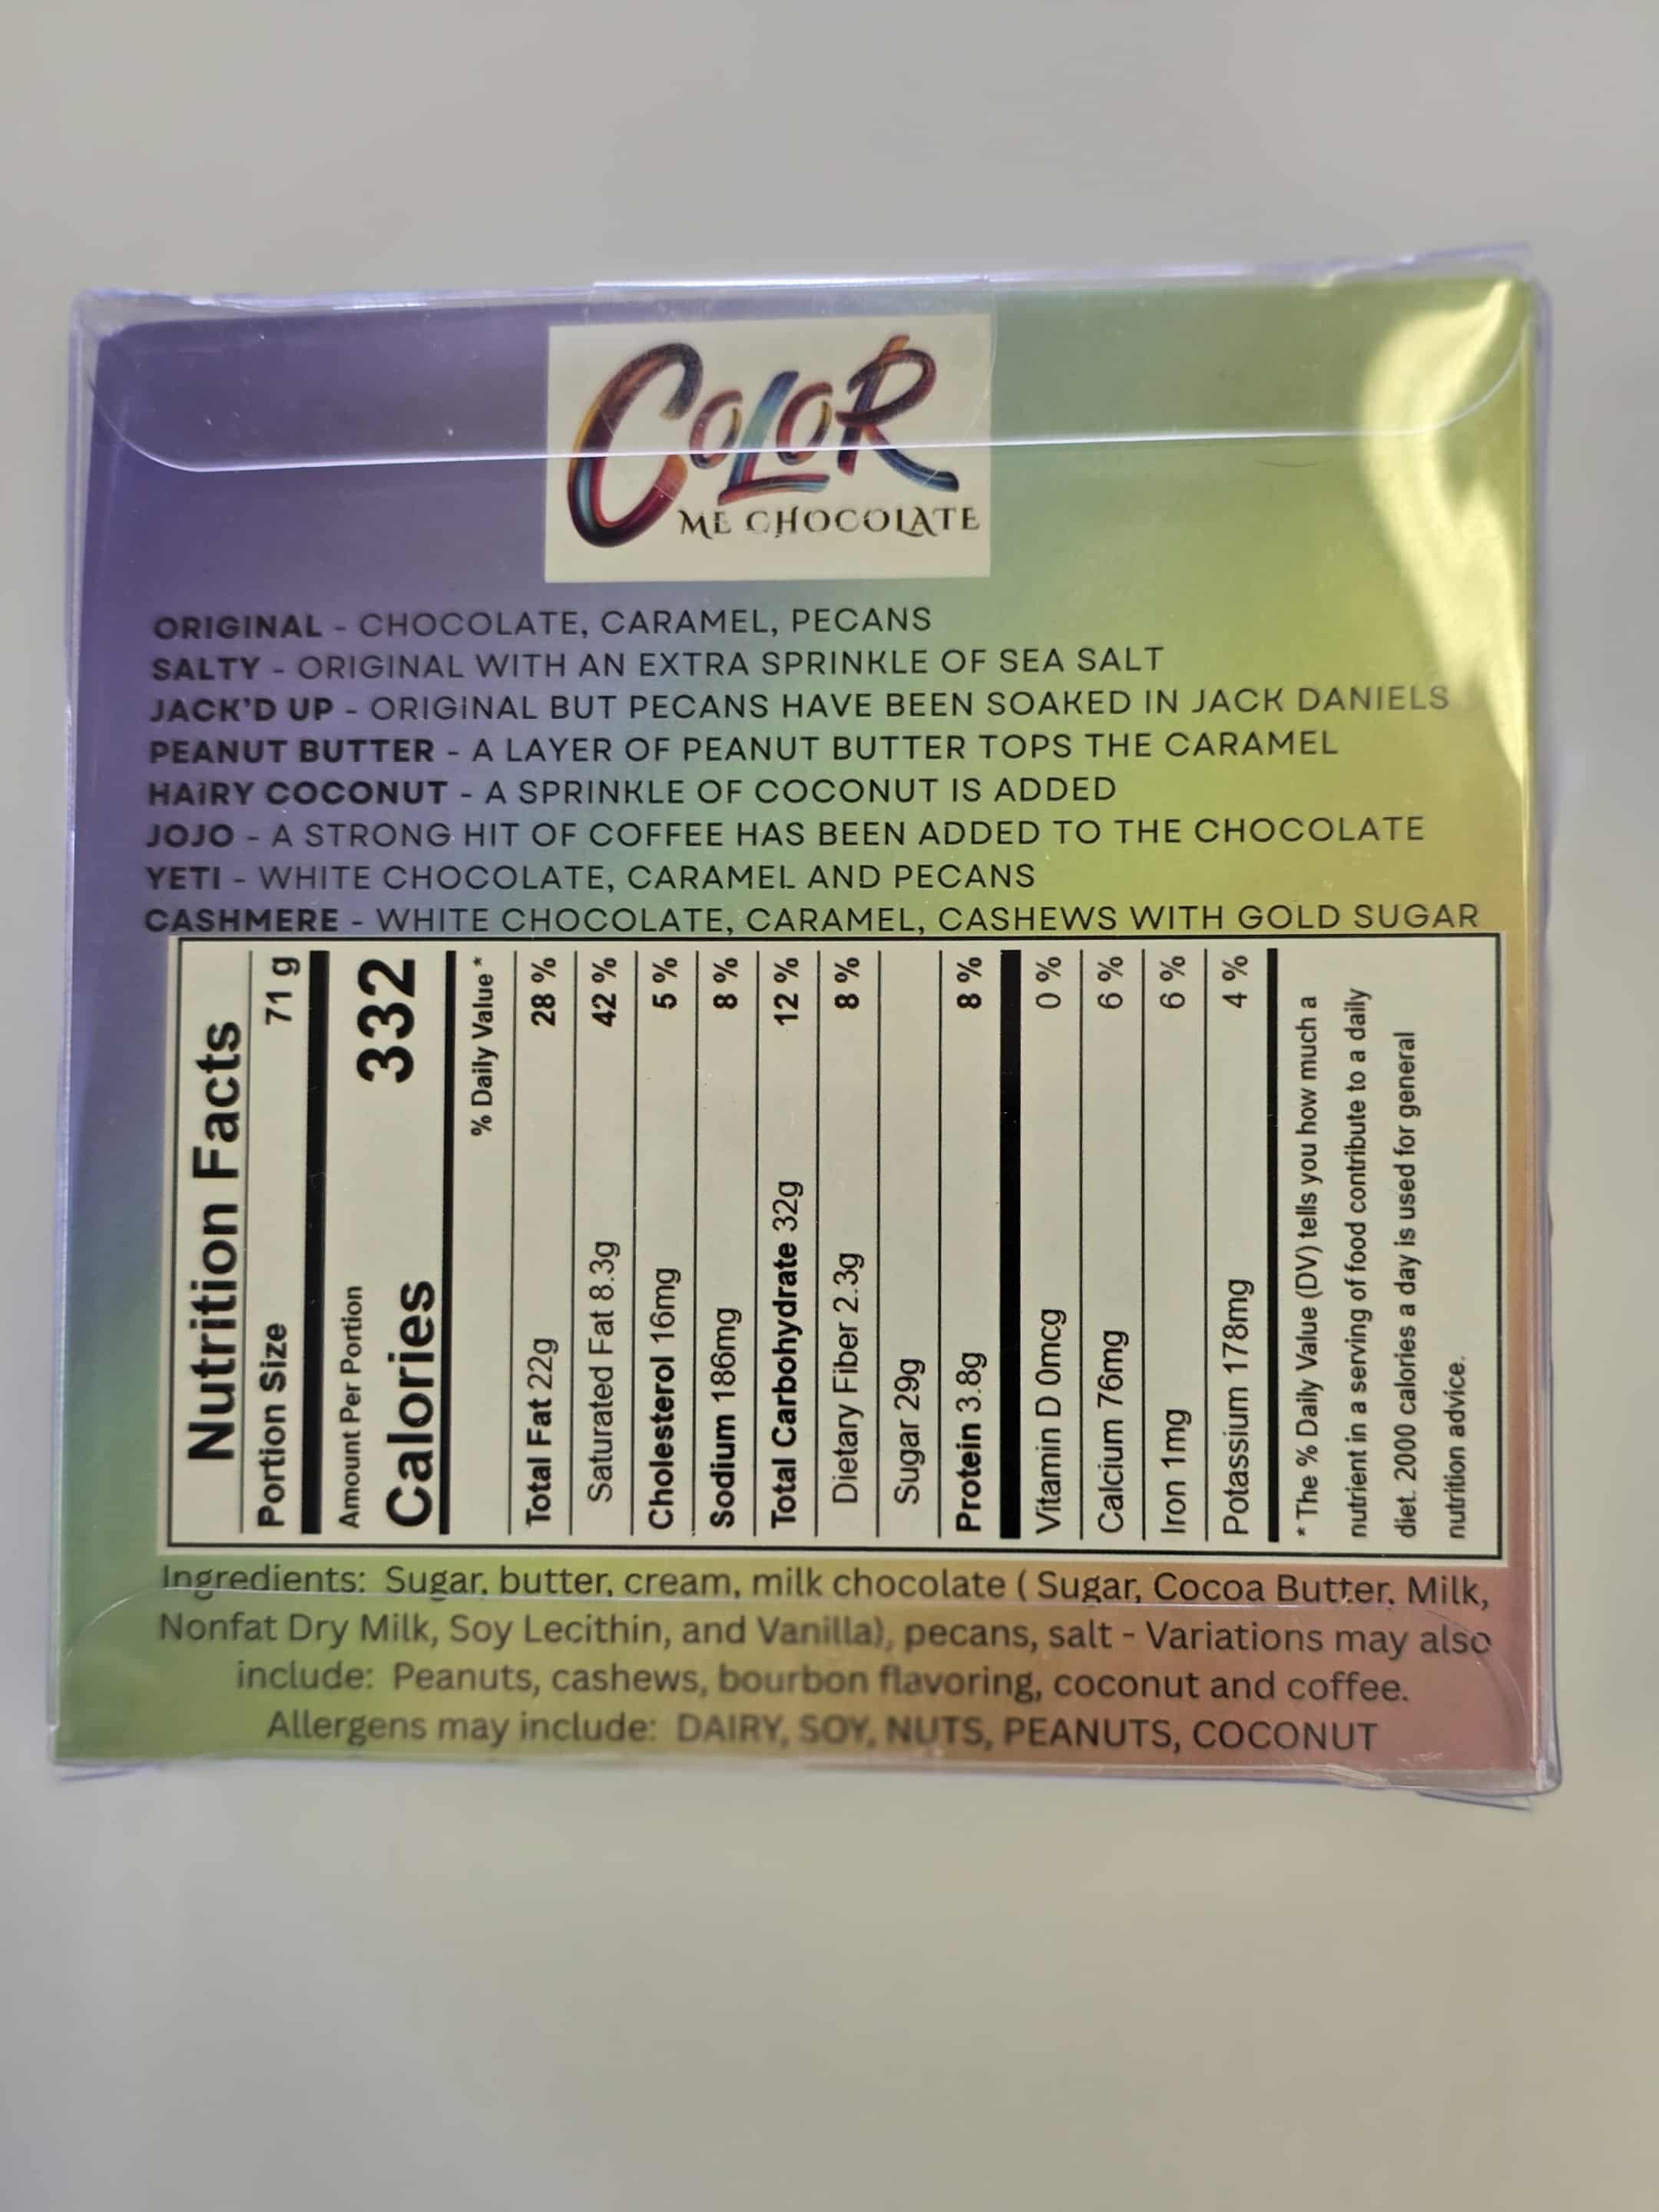 COLOR
ME CHOCOLATE
ORIGINAL - CHOCOLATE, CARAMEL, PECANS
SALTY - ORIGINAL WITH AN EXTRA SPRINKLE OF SEA SALT
JACK'D UP - ORIGINAL BUT PECANS HAVE BEEN SOAKED IN JACK DANIELS
PEANUT BUTTER - A LAYER OF PEANUT BUTTER TOPS THE CARAMEL
HAIRY COCONUT - A SPRINKLE OF COCONUT IS ADDED
JOJO - A STRONG HIT OF COFFEE HAS BEEN ADDED TO THE CHOCOLATE
YETI - WHITE CHOCOLATE, CARAMEL AND PECANS
CASHMERE - WHITE CHOCOLATE, CARAMEL, CASHEWS WITH GOLD SUGAR
Nutrition Facts
Portion Size 71 g
Amount Per Portion
Calories 332
% Daily Value *
Total Fat 22g 28 %
Saturated Fat 8.3g 42 %
Cholesterol 16mg 5 %
Sodium 186mg 8 %
Total Carbohydrate 32g 12 %
Dietary Fiber 2.3g 8 %
Sugar 29g
Protein 3.8g 8 %
Vitamin D 0mcg 0 %
Calcium 76mg 6 %
Iron 1mg 6 %
Potassium 178mg 4 %
* The % Daily Value (DV) tells you how much a
nutrient in a serving of food contribute to a daily
diet. 2000 calories a day is used for general
nutrition advice.
Ingredients: Sugar, butter, cream, milk chocolate ( Sugar, Cocoa Butter, Milk,
Nonfat Dry Milk, Soy Lecithin, and Vanilla), pecans, salt - Variations may also
include: Peanuts, cashews, bourbon flavoring, coconut and coffee.
Allergens may include: DAIRY, SOY, NUTS, PEANUTS, COCONUT